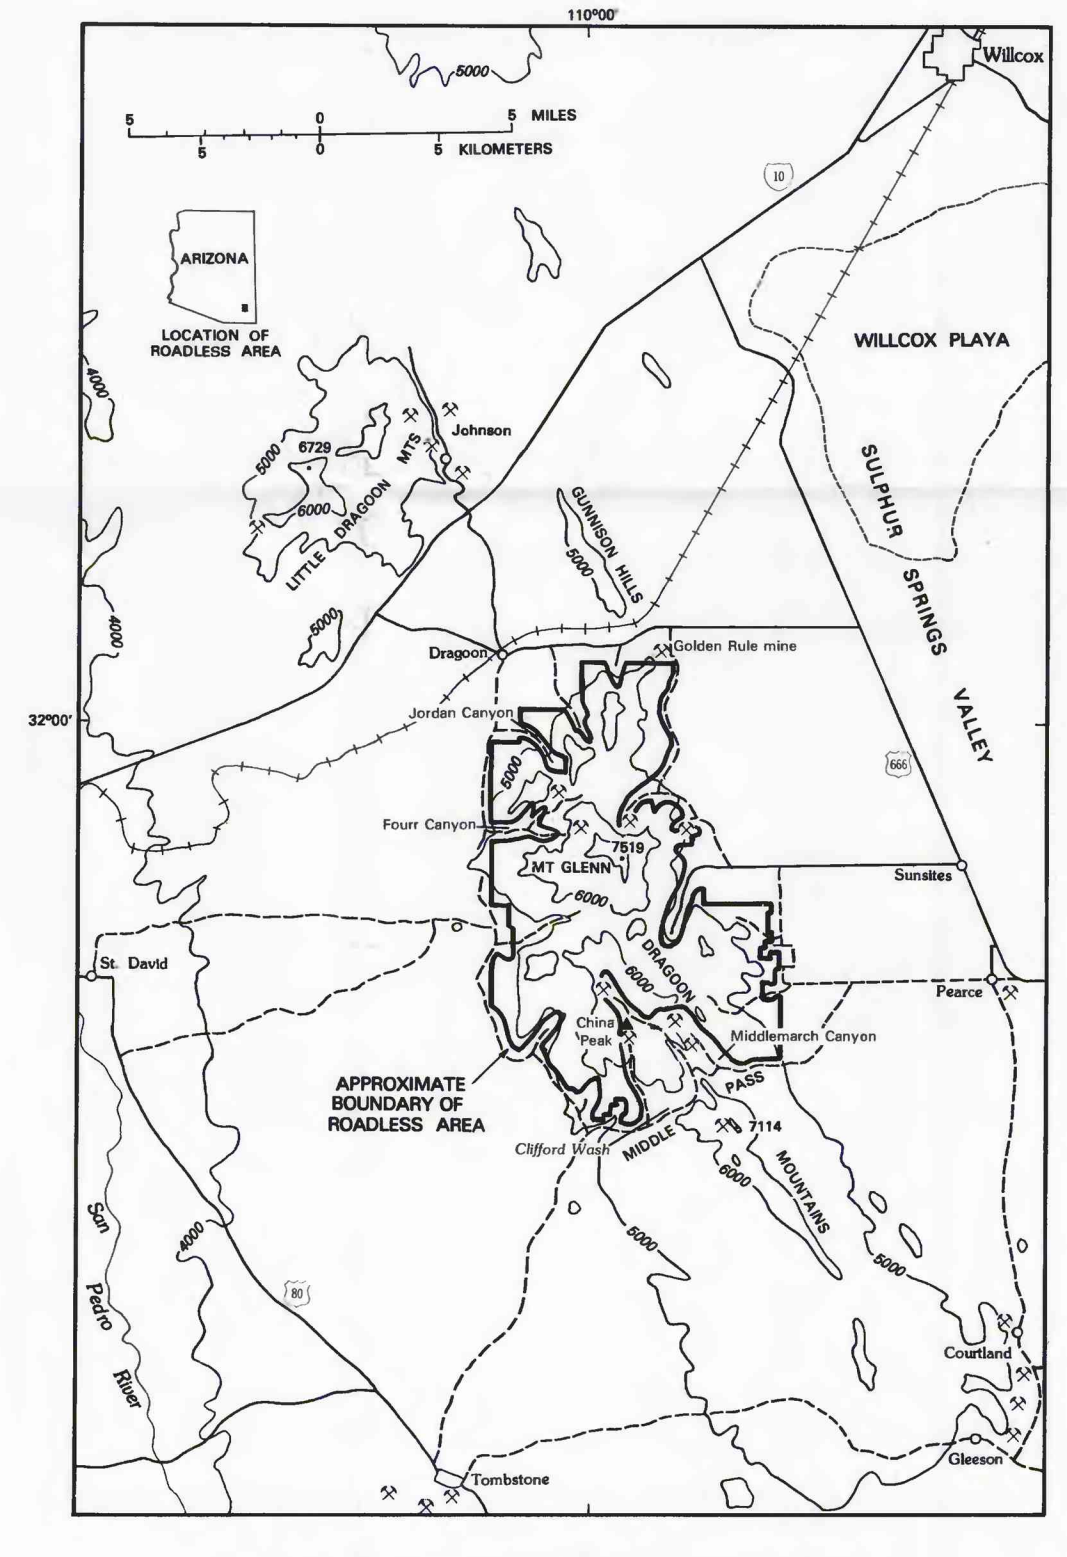 110°00'
Willcox
5000
5 0 5 MILES
5 0 5 KILOMETERS
10
ARIZONA
LOCATION OF
ROADLESS AREA
WILLCOX PLAYA
4000
Johnson
6729
5000
6000
LITTLE DRAGOON MTS
GUNNISON HILLS
5000
SULPHUR SPRINGS VALLEY
4000
5000
Dragoon
Golden Rule mine
32°00'
Jordan Canyon
5000
666
Fourr Canyon
7519
MT GLENN
Sunsites
6000
St. David
DRAGOON
6000
Pearce
China
Peak
Middlemarch Canyon
APPROXIMATE
BOUNDARY OF
ROADLESS AREA
PASS
Clifford Wash
MIDDLE
7114
MOUNTAINS
6000
San
Pedro
River
4000
5000
5000
80
Courtland
Gleeson
Tombstone